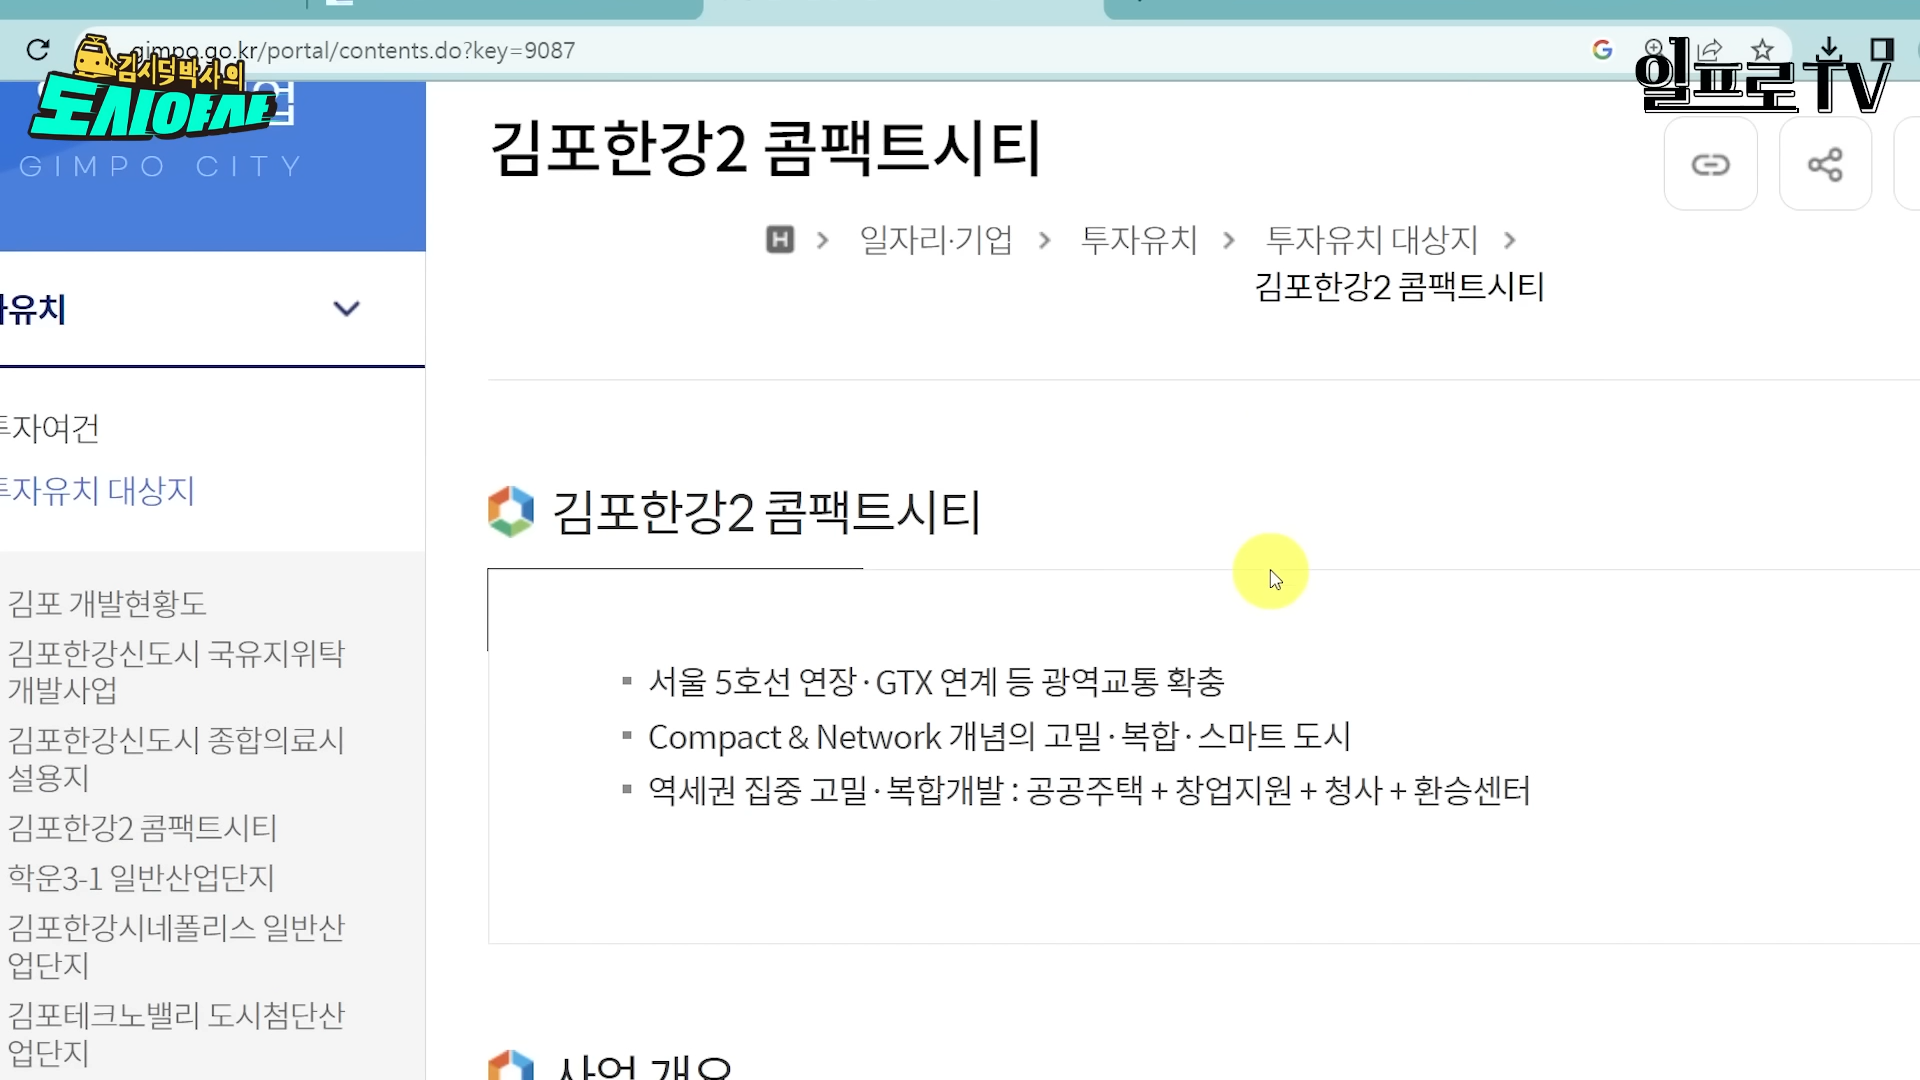 gimpo.go.kr/portal/contents.do?key=9087
김시덕박사의
도시야사
일프로TV
업
GIMPO CITY
김포한강2 콤팩트시티
H > 일자리·기업 > 투자유치 > 투자유치 대상지 >
김포한강2 콤팩트시티
자유치
투자여건
투자유치 대상지
김포 개발현황도
김포한강신도시 국유지위탁
개발사업
김포한강신도시 종합의료시
설용지
김포한강2 콤팩트시티
학운3-1 일반산업단지
김포한강시네폴리스 일반산
업단지
김포테크노밸리 도시첨단산
업단지
김포한강2 콤팩트시티
▪ 서울 5호선 연장·GTX 연계 등 광역교통 확충
▪ Compact & Network 개념의 고밀·복합·스마트 도시
▪ 역세권 집중 고밀·복합개발 : 공공주택 + 창업지원 + 청사 + 환승센터
사업 개요